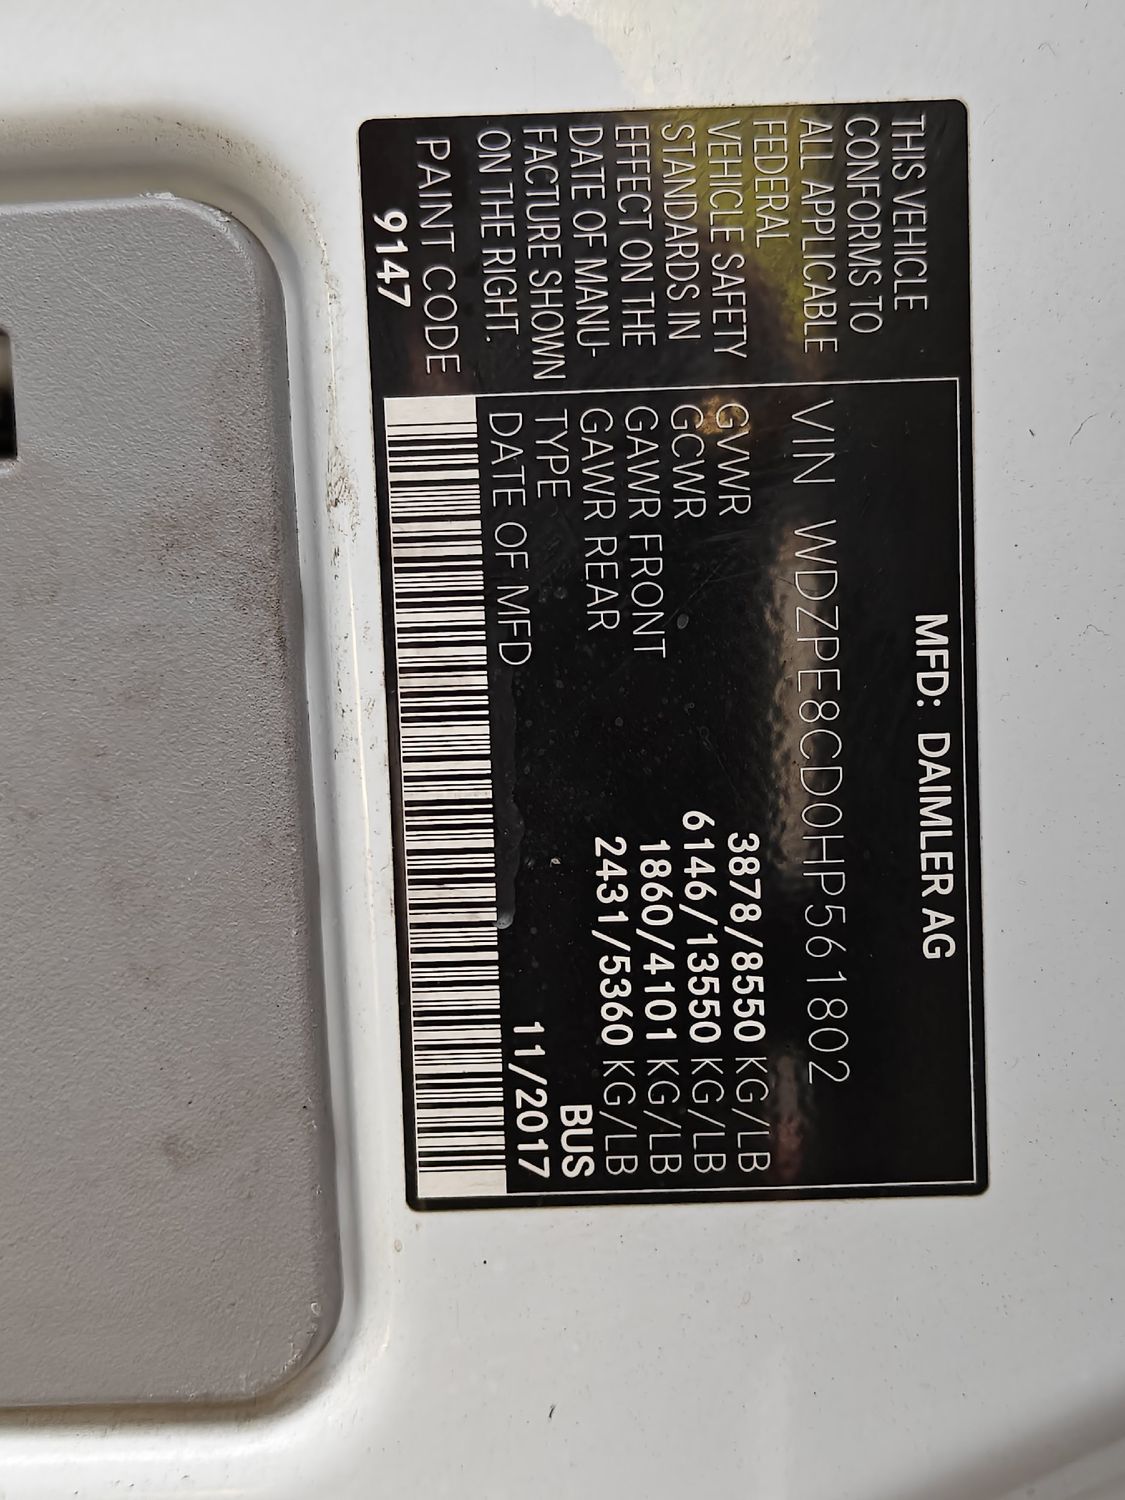 MFD: DAIMLER AG
THIS VEHICLE
CONFORMS TO
ALL APPLICABLE
FEDERAL
VEHICLE SAFETY
STANDARDS IN
EFFECT ON THE
DATE OF MANU-
FACTURE SHOWN
ON THE RIGHT.
PAINT CODE
9147
VIN WDZPE8CD0HP561802
GVWR 3878/8550 KG/LB
GCWR 6146/13550 KG/LB
GAWR FRONT 1860/4101 KG/LB
GAWR REAR 2431/5360 KG/LB
TYPE BUS
DATE OF MFD 11/2017